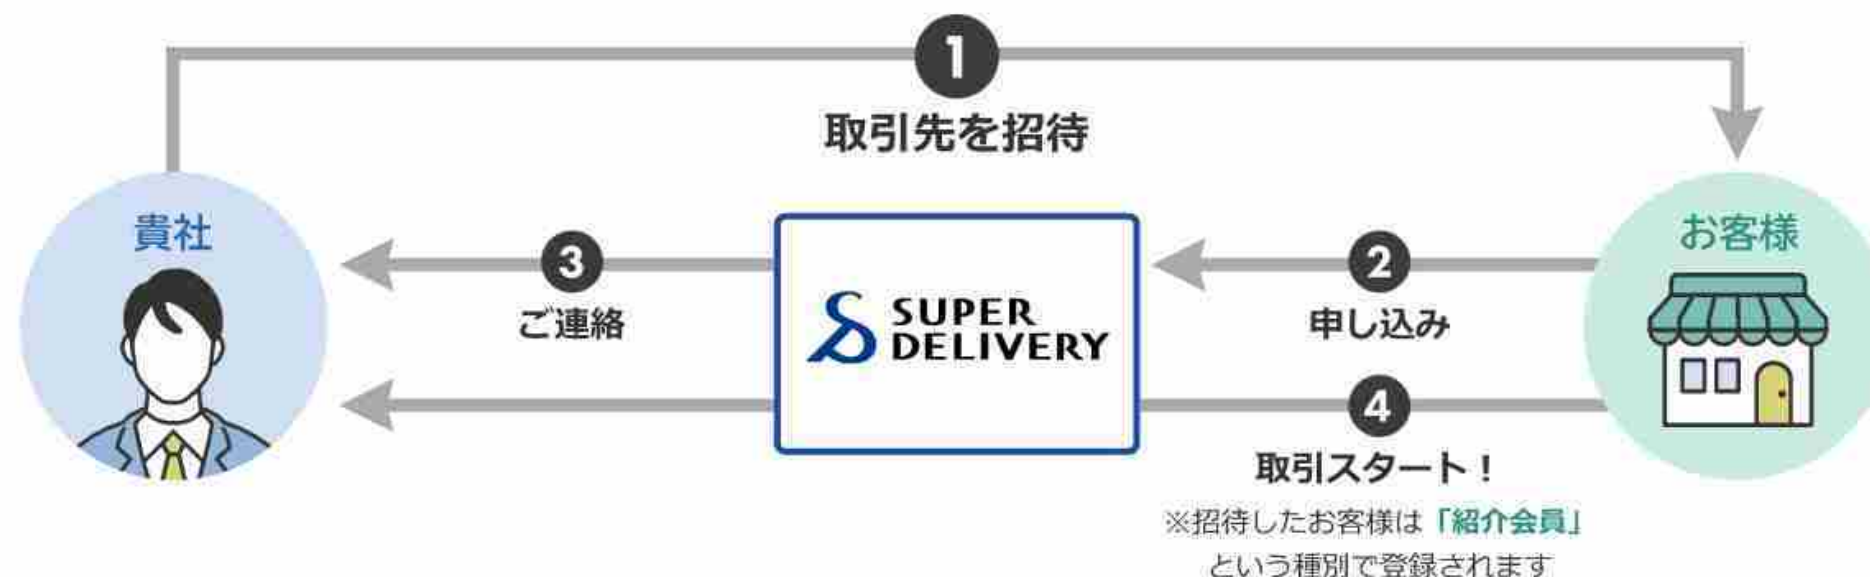 1
取引先を招待
貴社
お客様
3
ご連絡
SUPER
DELIVERY
2
申し込み
4
取引スタート！
※招待したお客様は「紹介会員」
という種別で登録されます